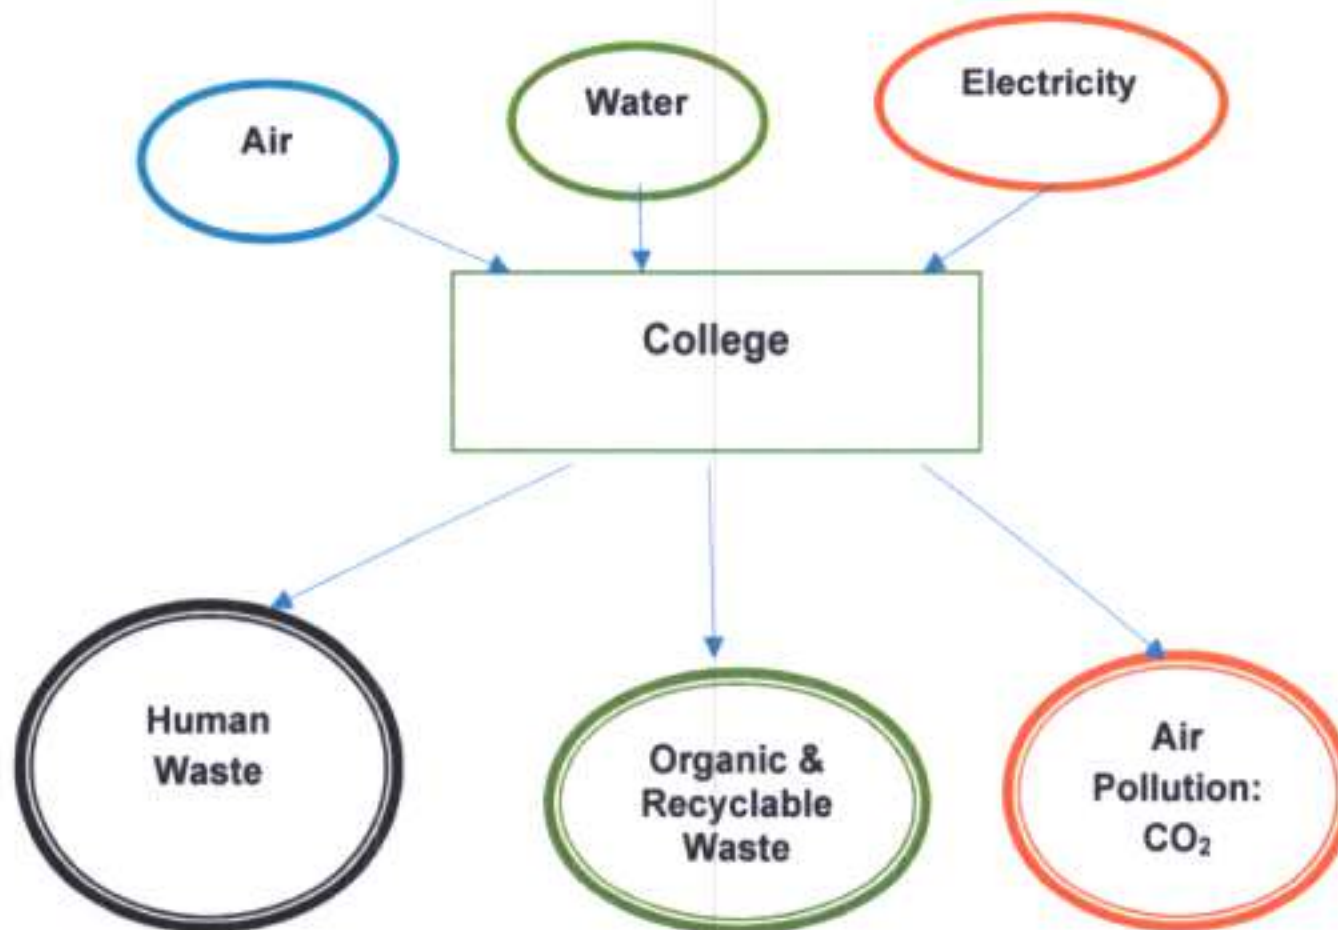 Air
Water
Electricity
College
Human
Waste
Organic &
Recyclable
Waste
Air
Pollution:
CO₂